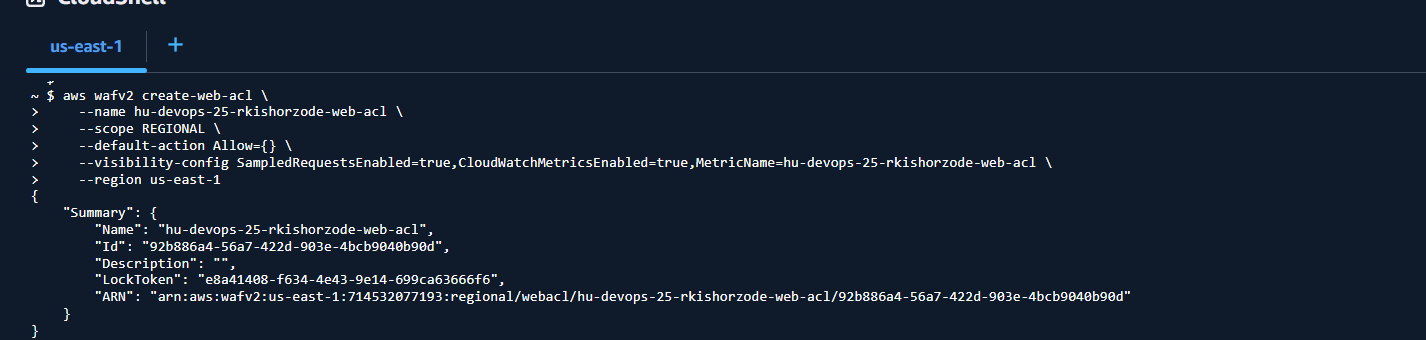 CloudShell
us-east-1 +
~ $ aws wafv2 create-web-acl \
>     --name hu-devops-25-rkishorzode-web-acl \
>     --scope REGIONAL \
>     --default-action Allow={} \
>     --visibility-config SampledRequestsEnabled=true,CloudWatchMetricsEnabled=true,MetricName=hu-devops-25-rkishorzode-web-acl \
>     --region us-east-1
{
    "Summary": {
        "Name": "hu-devops-25-rkishorzode-web-acl",
        "Id": "92b886a4-56a7-422d-903e-4bcb9040b90d",
        "Description": "",
        "LockToken": "e8a41408-f634-4e43-9e14-699ca63666f6",
        "ARN": "arn:aws:wafv2:us-east-1:714532077193:regional/webacl/hu-devops-25-rkishorzode-web-acl/92b886a4-56a7-422d-903e-4bcb9040b90d"
    }
}